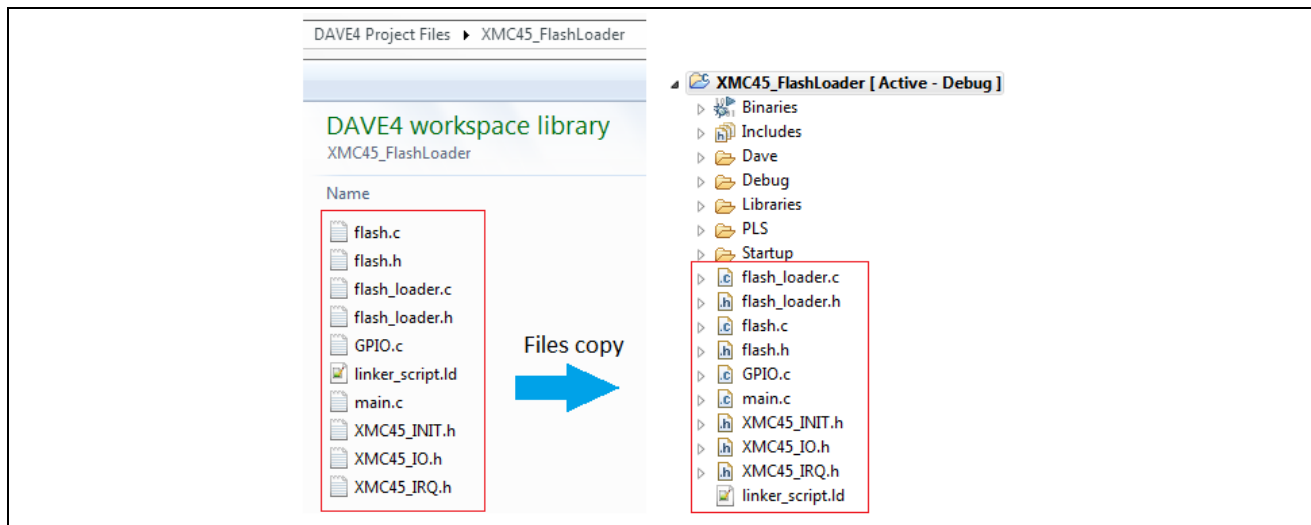 DAVE4 Project Files ▸ XMC45_FlashLoader
DAVE4 workspace library
XMC45_FlashLoader
Name
flash.c
flash.h
flash_loader.c
flash_loader.h
GPIO.c
linker_script.ld
main.c
XMC45_INIT.h
XMC45_IO.h
XMC45_IRQ.h
Files copy
XMC45_FlashLoader [ Active - Debug ]
Binaries
Includes
Dave
Debug
Libraries
PLS
Startup
flash_loader.c
flash_loader.h
flash.c
flash.h
GPIO.c
main.c
XMC45_INIT.h
XMC45_IO.h
XMC45_IRQ.h
linker_script.ld